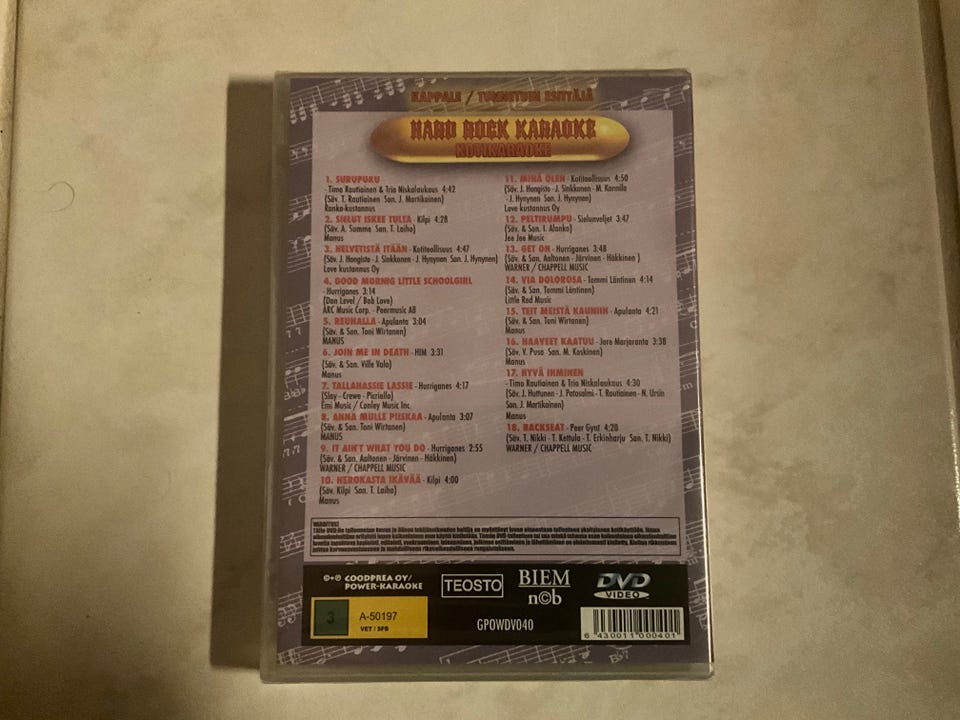 KAPPALE / TUNNETUIN ESITTÄJÄ
HARD ROCK KARAOKE
KOTIKARAOKE
1. SURUPUKU
- Timo Rautiainen & Trio Niskalaukaus 4:42
(Säv. T. Rautiainen San. J. Martikainen)
Ranka-kustannus
2. SIELUT ISKEE TULTA - Kilpi 4:28
(Säv. A. Summe San. T. Laiho)
Manus
3. HELVETISTÄ ITÄÄN - Kotiteollisuus 4:47
(Säv. J. Hongisto - J. Sinkkonen - J. Hynynen San. J. Hynynen)
Love kustannus Oy
4. GOOD MORNIG LITTLE SCHOOLGIRL
- Hurriganes 3:14
(Don Level / Bob Love)
ARC Music Corp. - Peermusic AB
5. REUNALLA - Apulanta 3:04
(Säv. & San. Toni Wirtanen)
MANUS
6. JOIN ME IN DEATH - HIM 3:31
(Säv. & San. Ville Valo)
Manus
7. TALLAHASSIE LASSIE - Hurriganes 4:17
(Slay - Crewe - Picriello)
Emi Music / Conley Music Inc
8. ANNA MULLE PIISKAA - Apulanta 3:07
(Säv. & San. Toni Wirtanen)
MANUS
9. IT AIN'T WHAT YOU DO - Hurriganes 2:55
(Säv. & San. Aaltonen - Järvinen - Häkkinen)
WARNER / CHAPPELL MUSIC
10. NEROKASTA IKÄVÄÄ - Kilpi 4:00
(Säv. Kilpi San. T. Laiho)
Manus
11. MINÄ OLEN - Kotiteollisuus 4:50
(Säv. J. Hongisto - J. Sinkkonen - M. Karmila
- J. Hynynen San. J. Hynynen)
Love kustannus Oy
12. PELTIRUMPU - Sielunveljet 3:47
(Säv. & San. I. Alanko)
Jee Jee Music
13. GET ON - Hurriganes 3:48
(Säv. & San. Aaltonen - Järvinen - Häkkinen )
WARNER / CHAPPELL MUSIC
14. VIA DOLOROSA - Tommi Läntinen 4:14
(Säv. & San. Tommi Läntinen)
Little Red Music
15. TEIT MEISTÄ KAUNIIN - Apulanta 4:21
(Säv. & San. Toni Wirtanen)
Manus
16. HAAVEET KAATUU - Jore Marjaranta 3:38
(Säv. V. Puso San. M. Koskinen)
Manus
17. HYVÄ IHMINEN
- Timo Rautiainen & Trio Niskalaukaus 4:30
(Säv. J. Huttunen - J. Patosalmi - T. Rautiainen - N. Ursin
San. J. Martikainen)
Manus
18. BACKSEAT - Peer Gynt 4:20
(Säv. T. Nikki - T. Kettula - T. Erkinharju San. T. Nikki)
WARNER / CHAPPELL MUSIC
VAROITUS!
©+℗ COODPREA OY/
POWER-KARAOKE
TEOSTO
BIEM
n©b
DVD
VIDEO
3
A-50197
VET / SFB
GPOWDV040
6 430011 000401